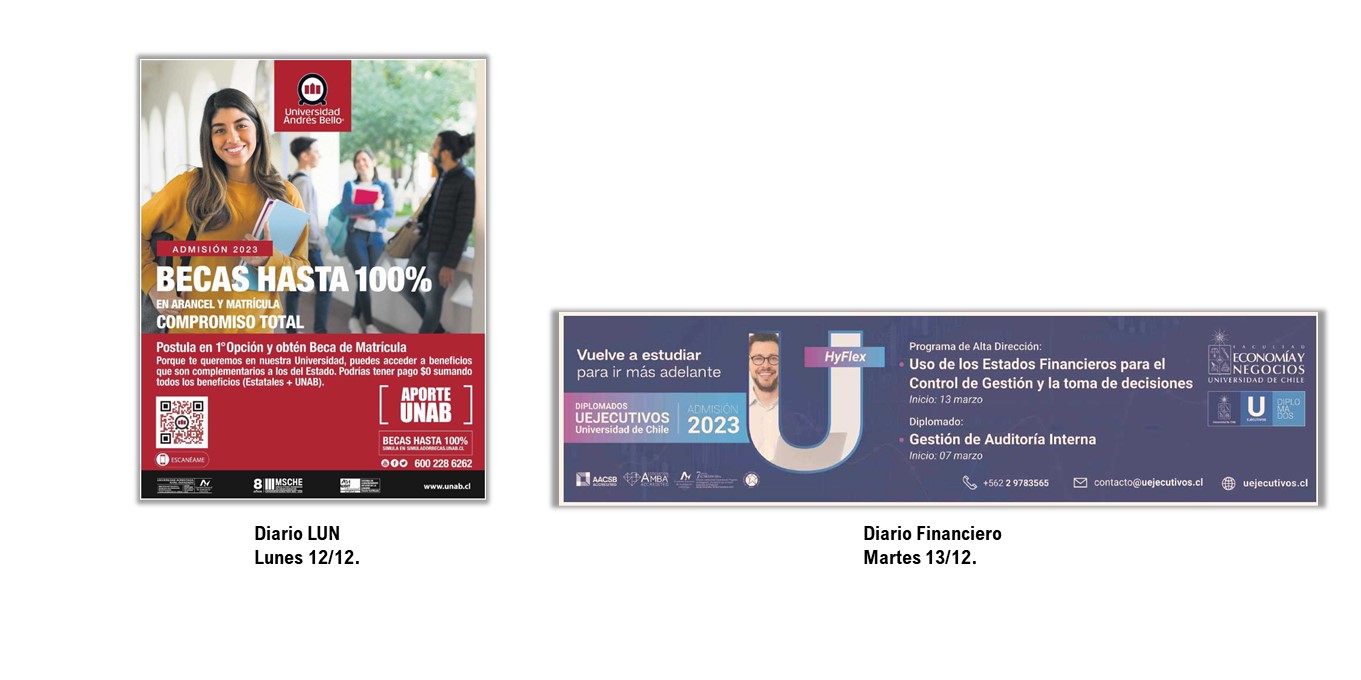 Universidad
Andrés Bello
ADMISIÓN 2023
BECAS HASTA 100%
EN ARANCEL Y MATRÍCULA
COMPROMISO TOTAL
Postula en 1° Opción y obtén Beca de Matrícula
Porque te queremos en nuestra Universidad, puedes acceder a beneficios
que son complementarios a los del Estado. Podrías tener pago $0 sumando
todos los beneficios (Estatales + UNAB).
APORTE
UNAB
BECAS HASTA 100%
SIMULA EN SIMULADORBECAS.UNAB.CL
ESCANÉAME
600 228 6262
8 años
MSCHE
www.unab.cl
Diario LUN
Lunes 12/12.
Vuelve a estudiar
para ir más adelante
DIPLOMADOS
UEJECUTIVOS
Universidad de Chile
ADMISIÓN
2023
HyFlex
AACSB
ACCREDITED
AMBA
Programa de Alta Dirección:
Uso de los Estados Financieros para el
Control de Gestión y la toma de decisiones
Inicio: 13 marzo
Diplomado:
Gestión de Auditoría Interna
Inicio: 07 marzo
+562 2 9783565
contacto@uejecutivos.cl
uejecutivos.cl
FACULTAD
ECONOMÍA Y
NEGOCIOS
UNIVERSIDAD DE CHILE
U
DIPLO
MA
DOS
Diario Financiero
Martes 13/12.